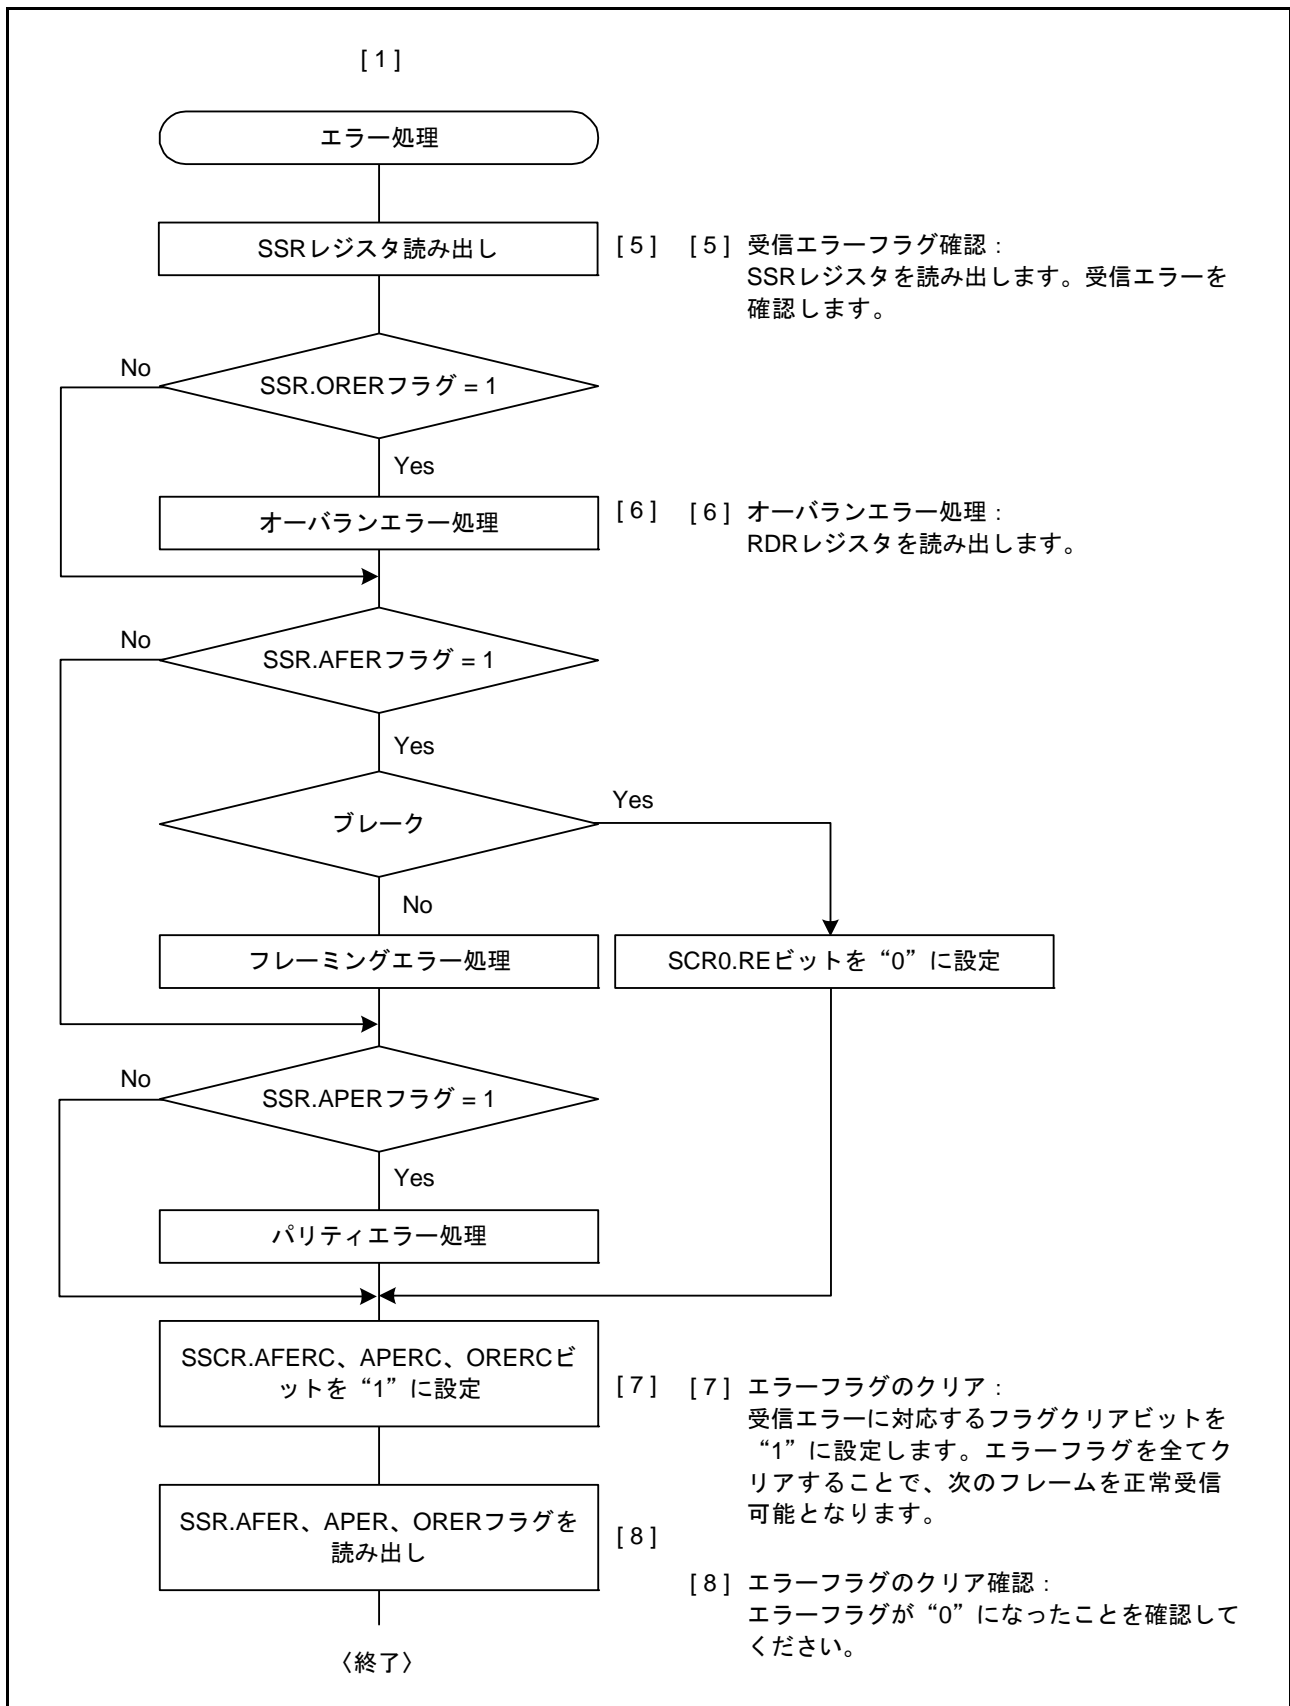 [ 1 ]
エラー処理
SSRレジスタ読み出し
[ 5 ]
[ 5 ] 受信エラーフラグ確認：
SSRレジスタを読み出します。受信エラーを
確認します。
No
SSR.ORERフラグ = 1
Yes
オーバランエラー処理
[ 6 ]
[ 6 ] オーバランエラー処理：
RDRレジスタを読み出します。
No
SSR.AFERフラグ = 1
Yes
ブレーク
Yes
No
フレーミングエラー処理
SCR0.REビットを“0”に設定
No
SSR.APERフラグ = 1
Yes
パリティエラー処理
SSCR.AFERC、APERC、ORERCビ
ットを“1”に設定
[ 7 ]
[ 7 ] エラーフラグのクリア：
受信エラーに対応するフラグクリアビットを
“1”に設定します。エラーフラグを全てク
リアすることで、次のフレームを正常受信
可能となります。
SSR.AFER、APER、ORERフラグを
読み出し
[ 8 ]
[ 8 ] エラーフラグのクリア確認：
エラーフラグが“0”になったことを確認して
ください。
〈終了〉